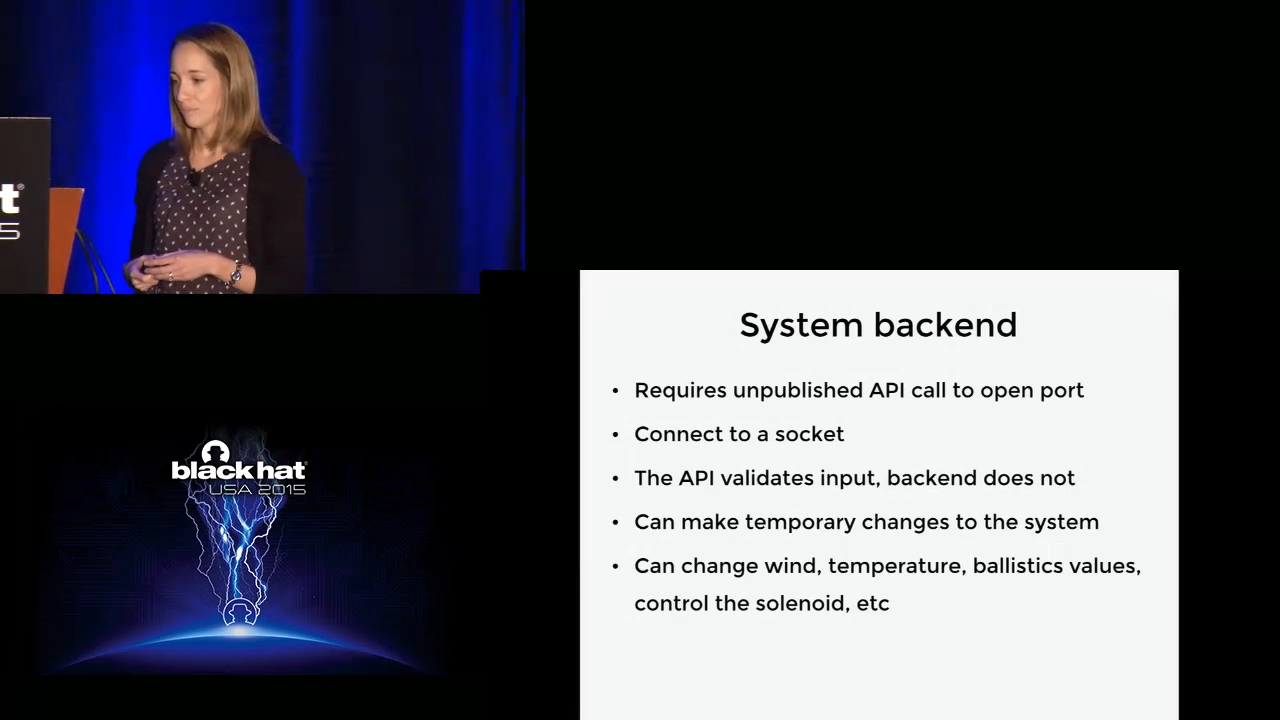 t®
5
black hat®
USA 2015
System backend
• Requires unpublished API call to open port
• Connect to a socket
• The API validates input, backend does not
• Can make temporary changes to the system
• Can change wind, temperature, ballistics values,
control the solenoid, etc